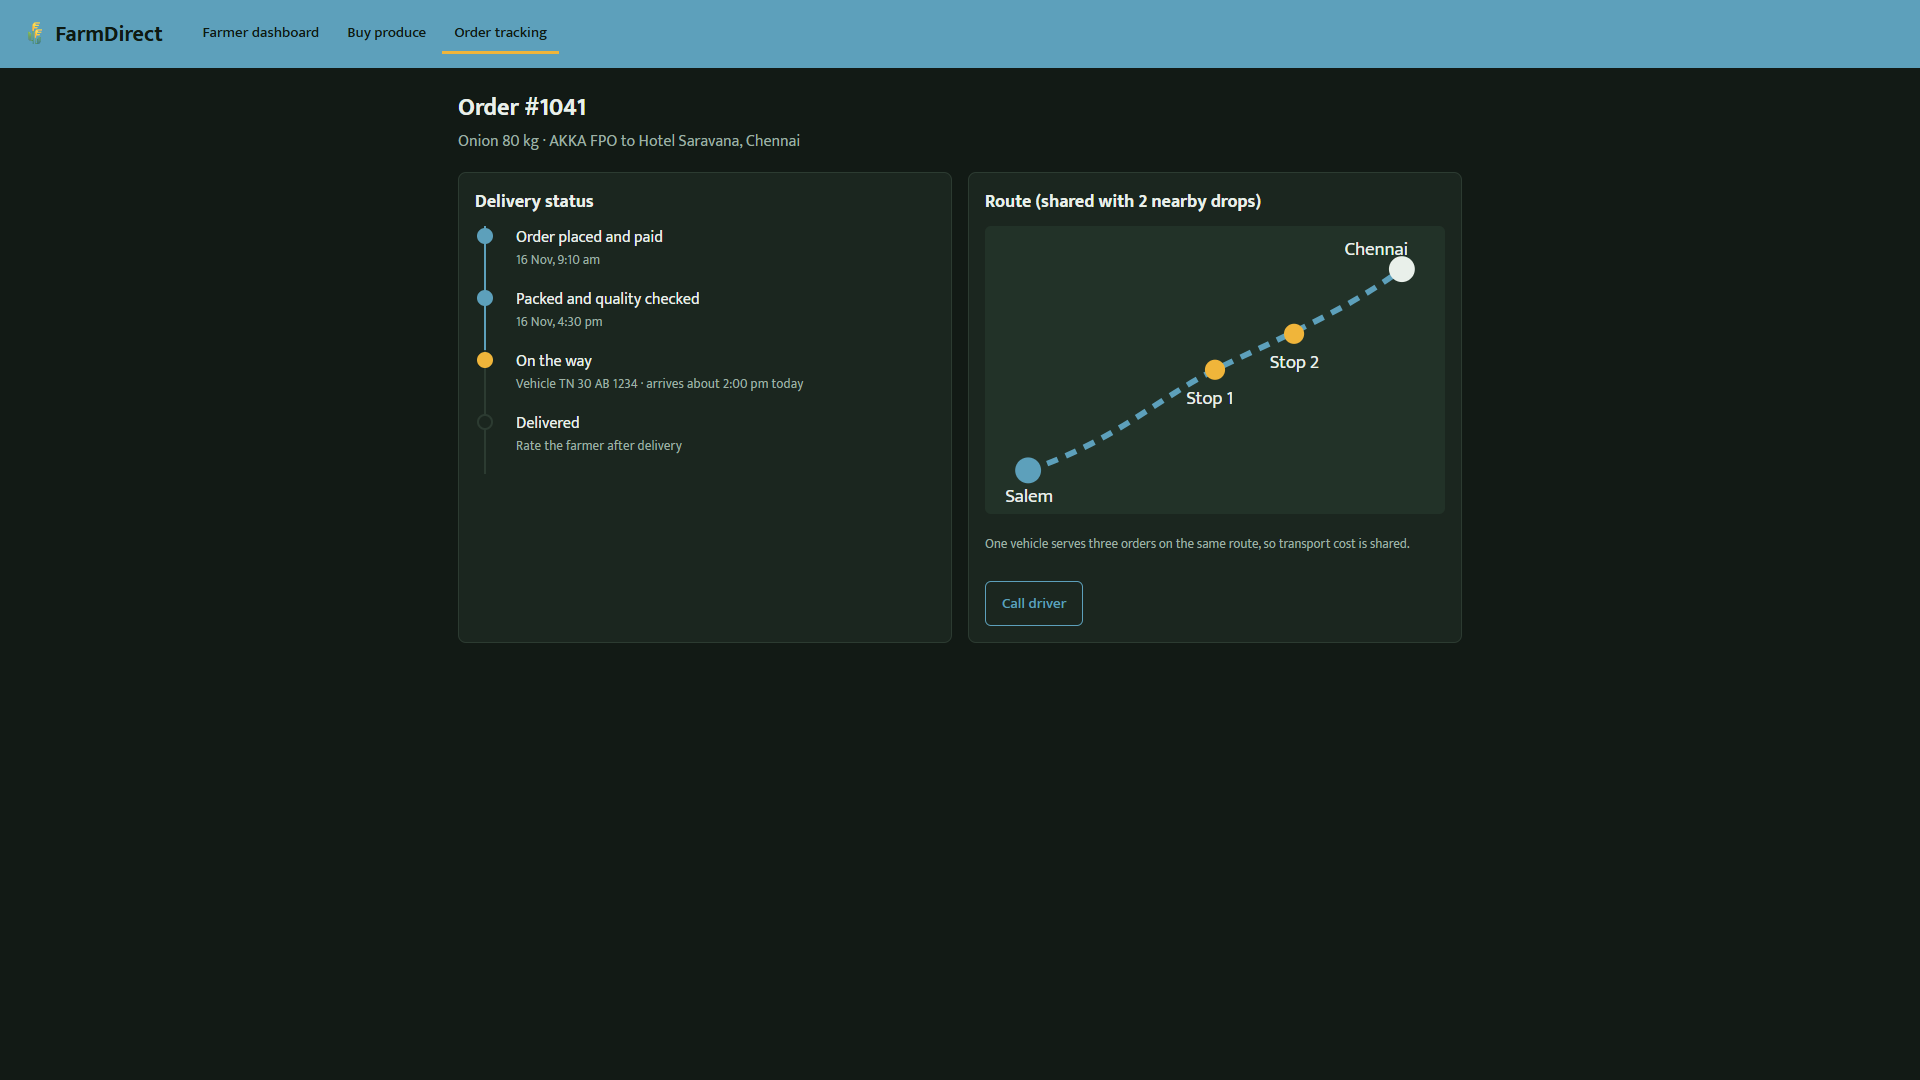 FarmDirect
Farmer dashboard
Buy produce
Order tracking
Order #1041
Onion 80 kg · AKKA FPO to Hotel Saravana, Chennai
Delivery status
Order placed and paid
16 Nov, 9:10 am
Packed and quality checked
16 Nov, 4:30 pm
On the way
Vehicle TN 30 AB 1234 · arrives about 2:00 pm today
Delivered
Rate the farmer after delivery
Route (shared with 2 nearby drops)
Chennai
Stop 2
Stop 1
Salem
One vehicle serves three orders on the same route, so transport cost is shared.
Call driver